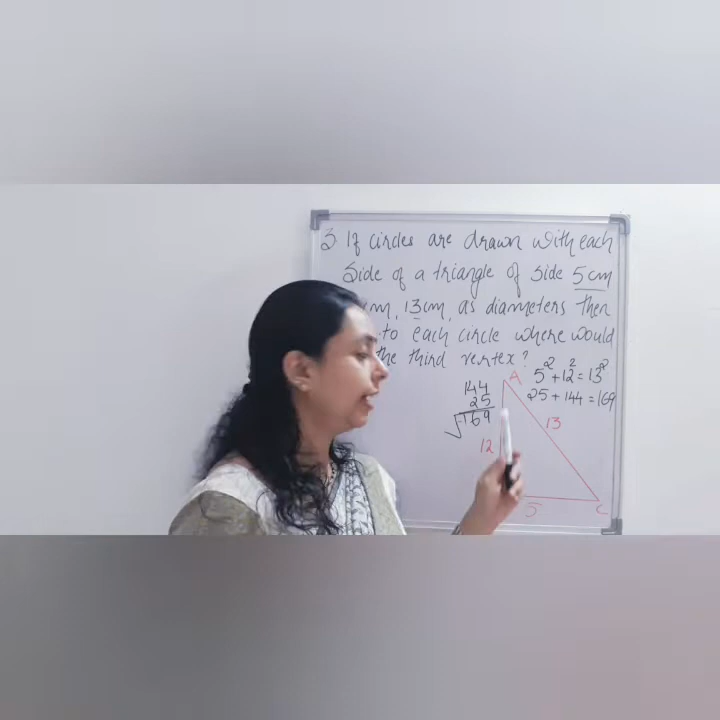 3 If circles are drawn with each
Side of a triangle of side 5cm
m, 13cm, as diameters then
to each circle where would
the third vertex?
5² + 12² = 13²
25 + 144 = 169
144
25
√169
A
13
12
5
C